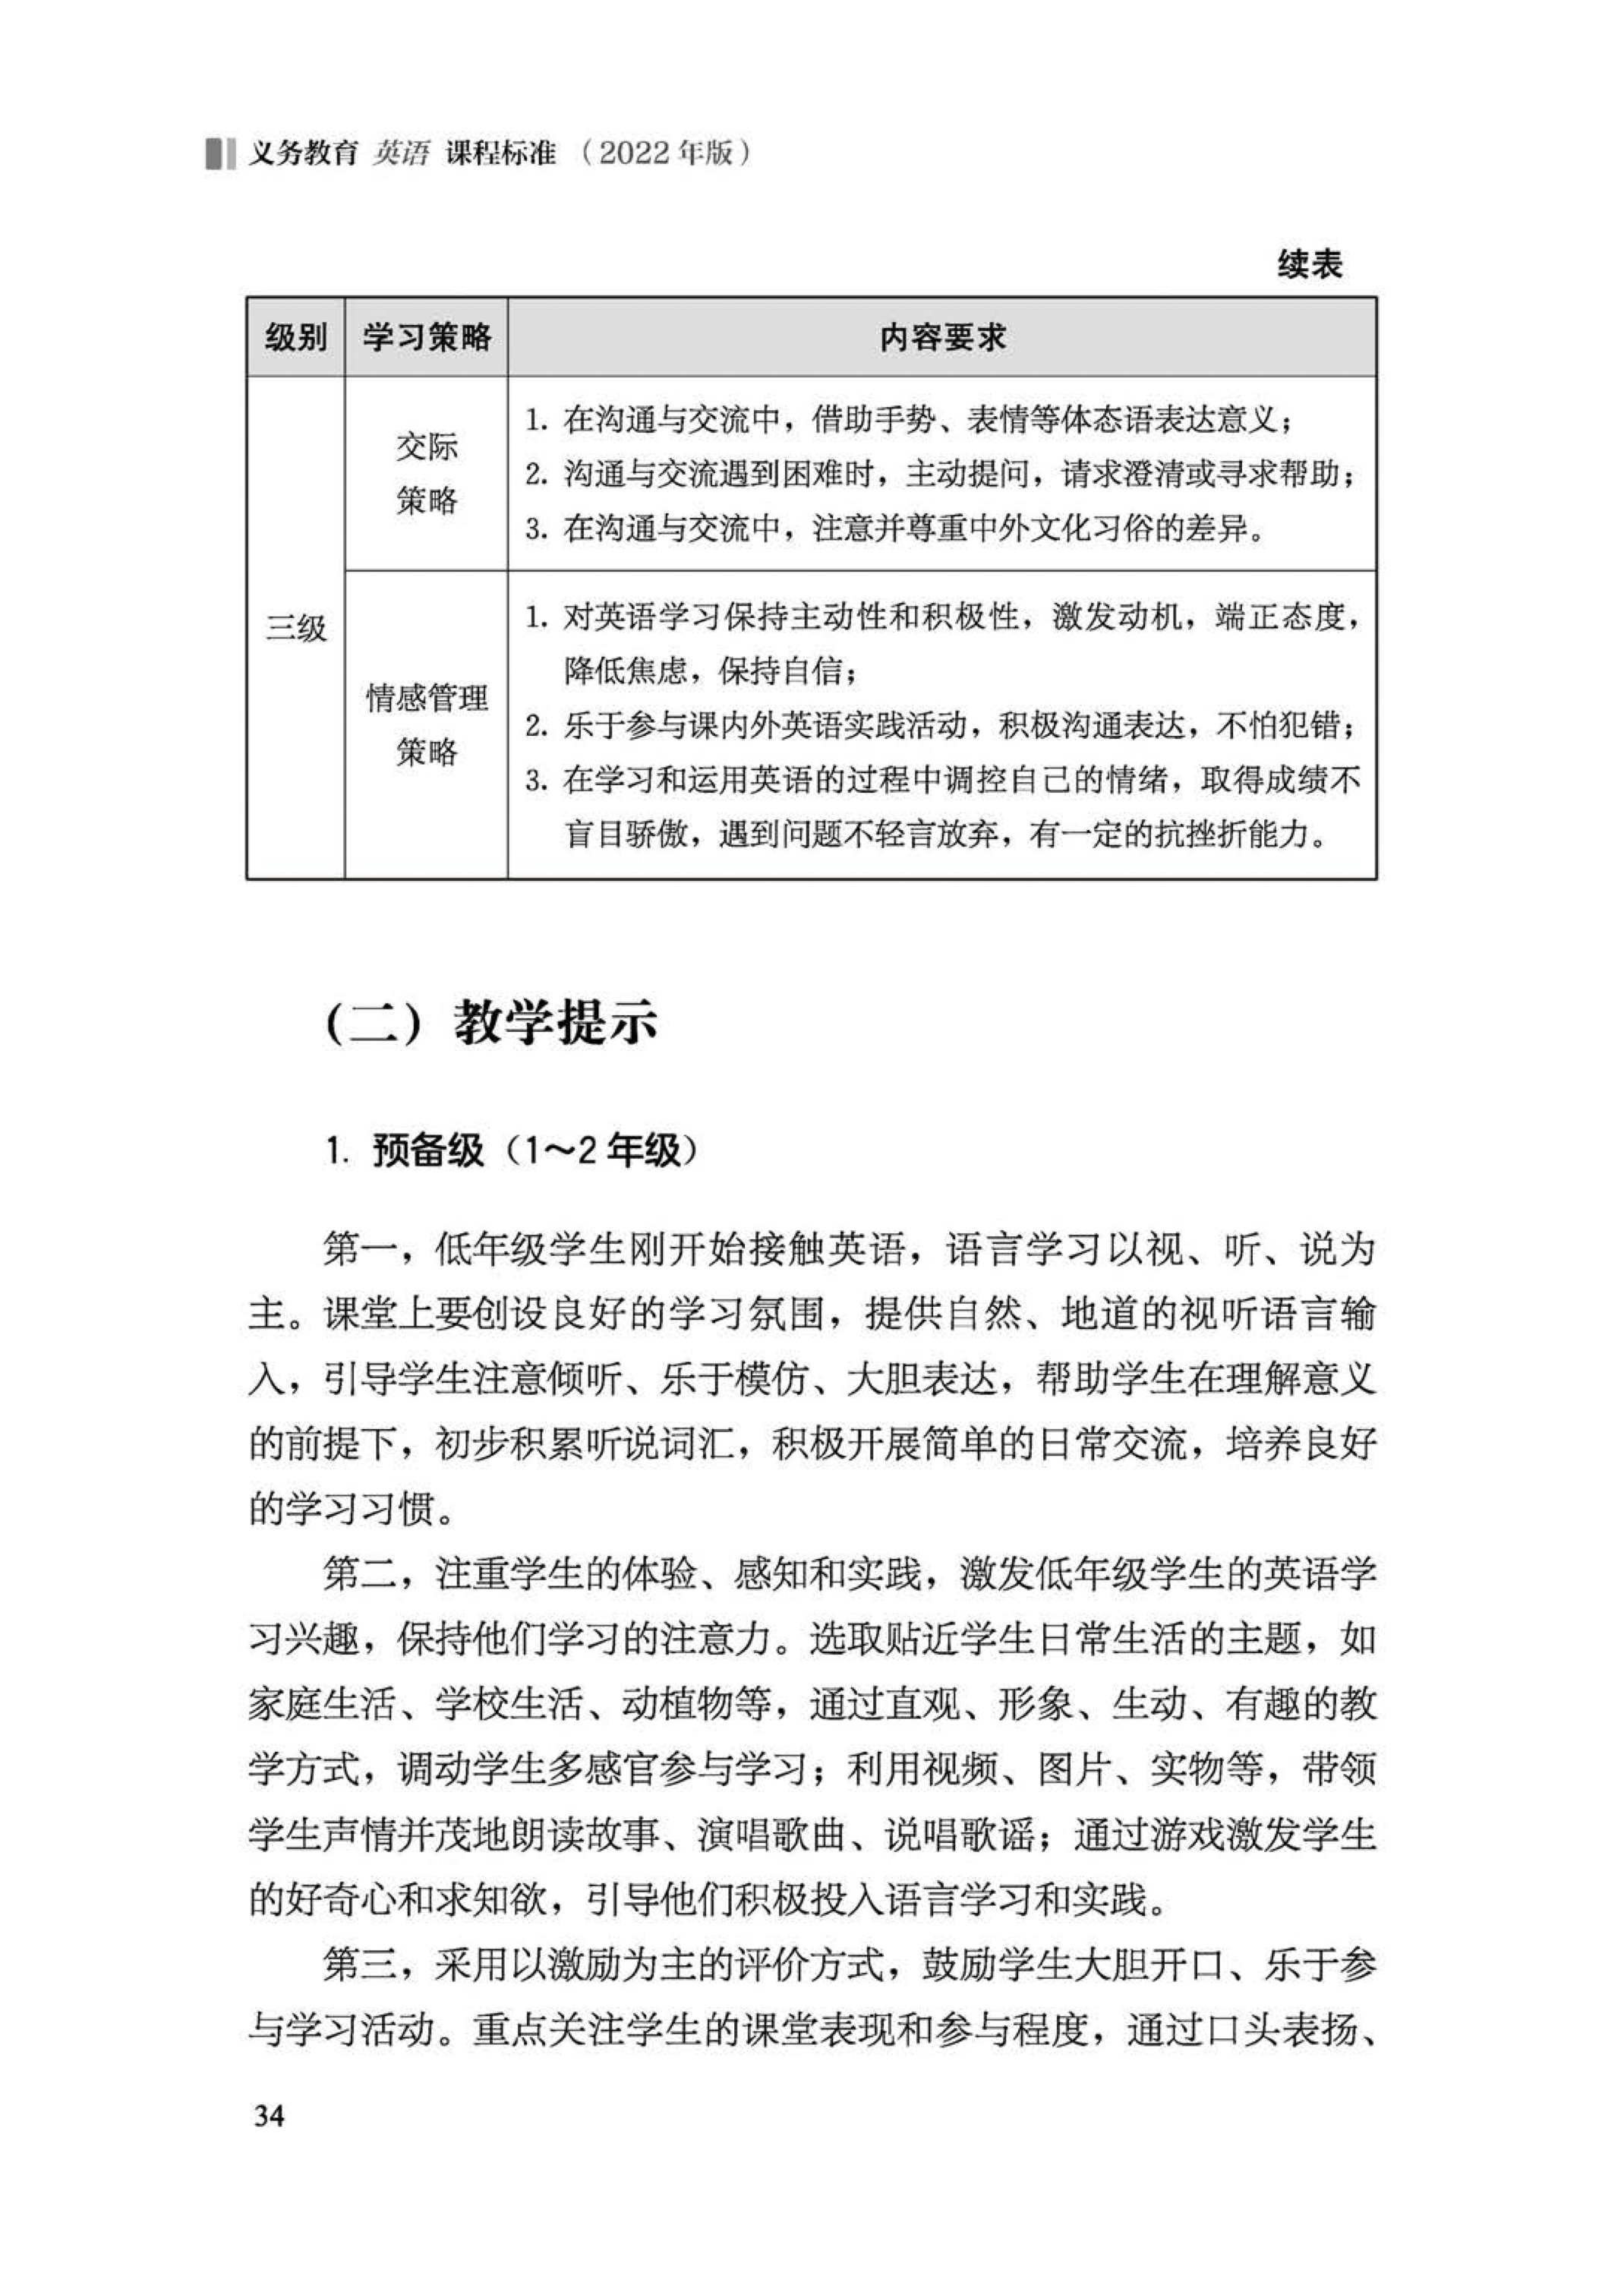 义务教育 英语 课程标准（2022 年版）
续表
级别 学习策略 内容要求
三级
交际
策略
1. 在沟通与交流中，借助手势、表情等体态语表达意义；
2. 沟通与交流遇到困难时，主动提问，请求澄清或寻求帮助；
3. 在沟通与交流中，注意并尊重中外文化习俗的差异。
情感管理
策略
1. 对英语学习保持主动性和积极性，激发动机，端正态度，
降低焦虑，保持自信；
2. 乐于参与课内外英语实践活动，积极沟通表达，不怕犯错；
3. 在学习和运用英语的过程中调控自己的情绪，取得成绩不
盲目骄傲，遇到问题不轻言放弃，有一定的抗挫折能力。
（二）教学提示
1. 预备级（1～2 年级）
第一，低年级学生刚开始接触英语，语言学习以视、听、说为
主。课堂上要创设良好的学习氛围，提供自然、地道的视听语言输
入，引导学生注意倾听、乐于模仿、大胆表达，帮助学生在理解意义
的前提下，初步积累听说词汇，积极开展简单的日常交流，培养良好
的学习习惯。
第二，注重学生的体验、感知和实践，激发低年级学生的英语学
习兴趣，保持他们学习的注意力。选取贴近学生日常生活的主题，如
家庭生活、学校生活、动植物等，通过直观、形象、生动、有趣的教
学方式，调动学生多感官参与学习；利用视频、图片、实物等，带领
学生声情并茂地朗读故事、演唱歌曲、说唱歌谣；通过游戏激发学生
的好奇心和求知欲，引导他们积极投入语言学习和实践。
第三，采用以激励为主的评价方式，鼓励学生大胆开口、乐于参
与学习活动。重点关注学生的课堂表现和参与程度，通过口头表扬、
34